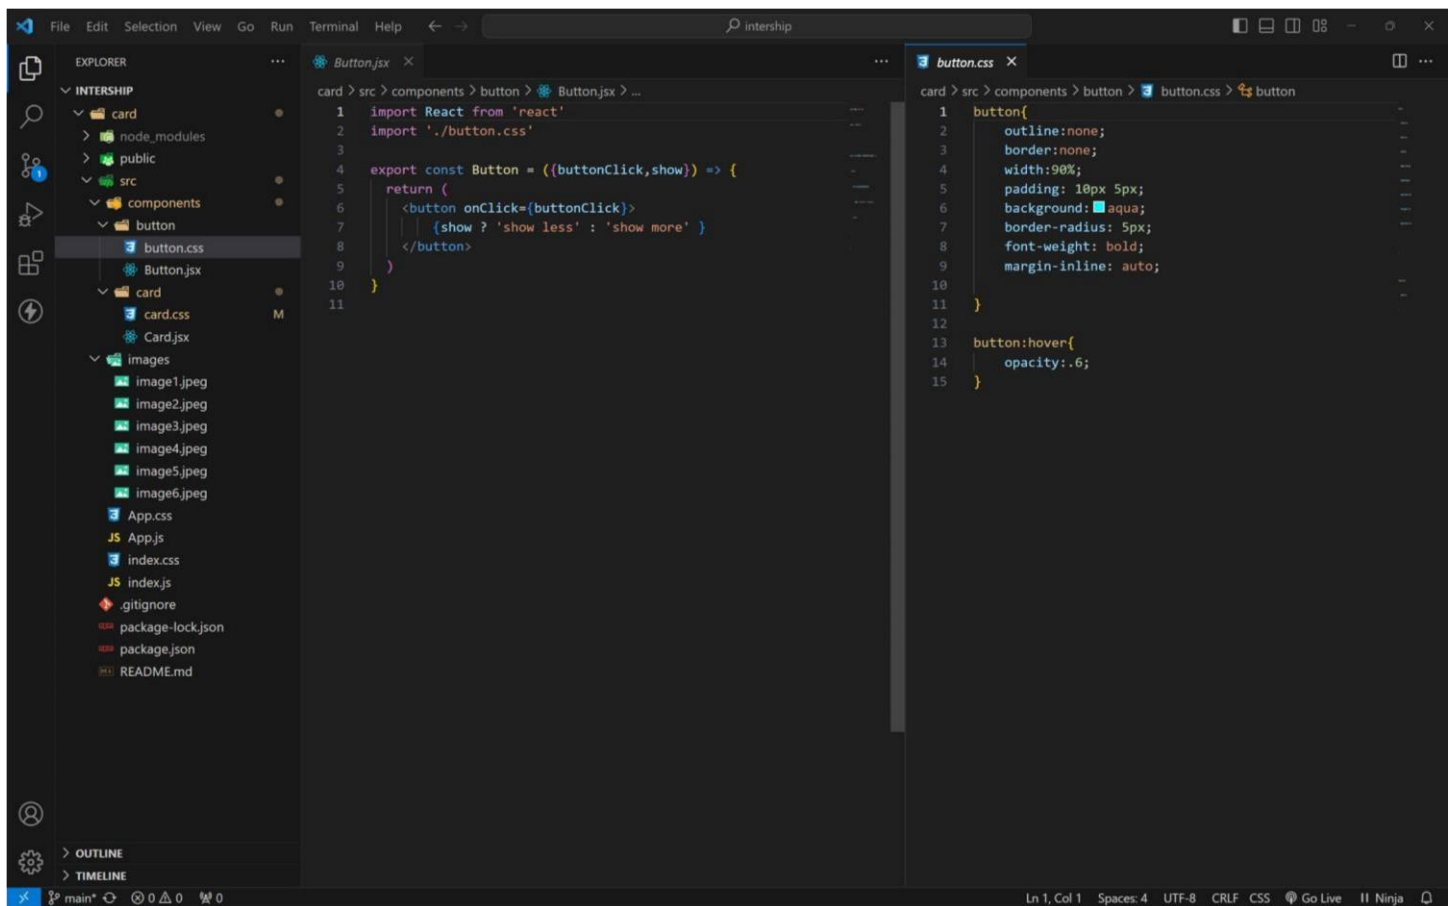 File Edit Selection View Go Run Terminal Help intership
EXPLORER
INTERSHIP
card
node_modules
public
src
components
button
button.css
Button.jsx
card
card.css M
Card.jsx
images
image1.jpeg
image2.jpeg
image3.jpeg
image4.jpeg
image5.jpeg
image6.jpeg
App.css
JS App.js
index.css
JS index.js
.gitignore
package-lock.json
package.json
README.md
OUTLINE
TIMELINE
Button.jsx
card > src > components > button > Button.jsx > ...
1 import React from 'react'
2 import './button.css'
3
4 export const Button = ({buttonClick,show}) => {
5 return (
6 <button onClick={buttonClick}>
7 {show ? 'show less' : 'show more' }
8 </button>
9 )
10 }
11
button.css
card > src > components > button > button.css > button
1 button{
2 outline:none;
3 border:none;
4 width:90%;
5 padding: 10px 5px;
6 background: aqua;
7 border-radius: 5px;
8 font-weight: bold;
9 margin-inline: auto;
10
11 }
12
13 button:hover{
14 opacity:.6;
15 }
main* 0 0 0 Ln 1, Col 1 Spaces: 4 UTF-8 CRLF CSS Go Live Ninja